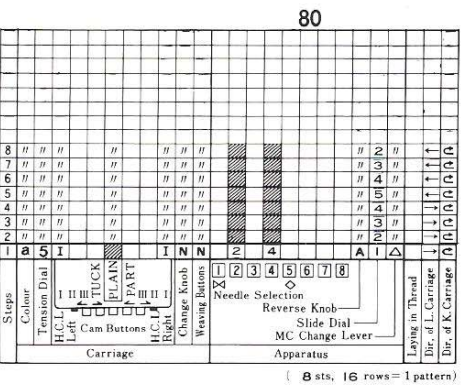 80
8 〃 〃 〃 〃 〃 〃 〃 2 〃 ←
7 〃 〃 〃 〃 〃 〃 〃 3 〃 ←
6 〃 〃 〃 〃 〃 〃 〃 4 〃 ←
5 〃 〃 〃 〃 〃 〃 〃 5 〃 ←
4 〃 〃 〃 〃 〃 〃 〃 4 〃 →
3 〃 〃 〃 〃 〃 〃 〃 3 〃 →
2 〃 〃 〃 〃 〃 〃 〃 2 〃 →
1 a 5 I I N N 2 4 A 1 △ →
Steps
Colour
Tension Dial
H.C.L. Left
I II III TUCK PLAIN PART III II I
Cam Buttons
H.C.L. Right
Change Knob
Weaving Buttons
1 2 3 4 5 6 7 8
Needle Selection
Reverse Knob
Slide Dial
MC Change Lever
Laying in Thread
Dir, of L. Carriage
Dir, of K. Carriage
Carriage
Apparatus
( 8 sts, 16 rows = 1 pattern)